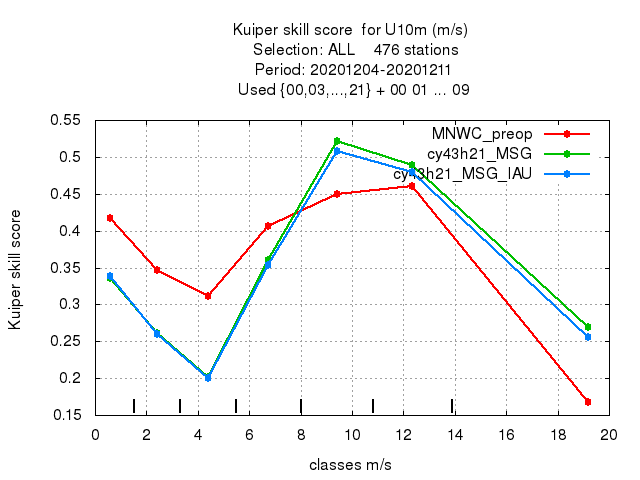 Kuiper skill score for U10m (m/s)
Selection: ALL 476 stations
Period: 20201204-20201211
Used {00,03,...,21} + 00 01 ... 09
MNWC_preop
cy43h21_MSG
cy43h21_MSG_IAU
0.55
0.5
0.45
0.4
0.35
0.3
0.25
0.2
0.15
Kuiper skill score
0 2 4 6 8 10 12 14 16 18 20
classes m/s